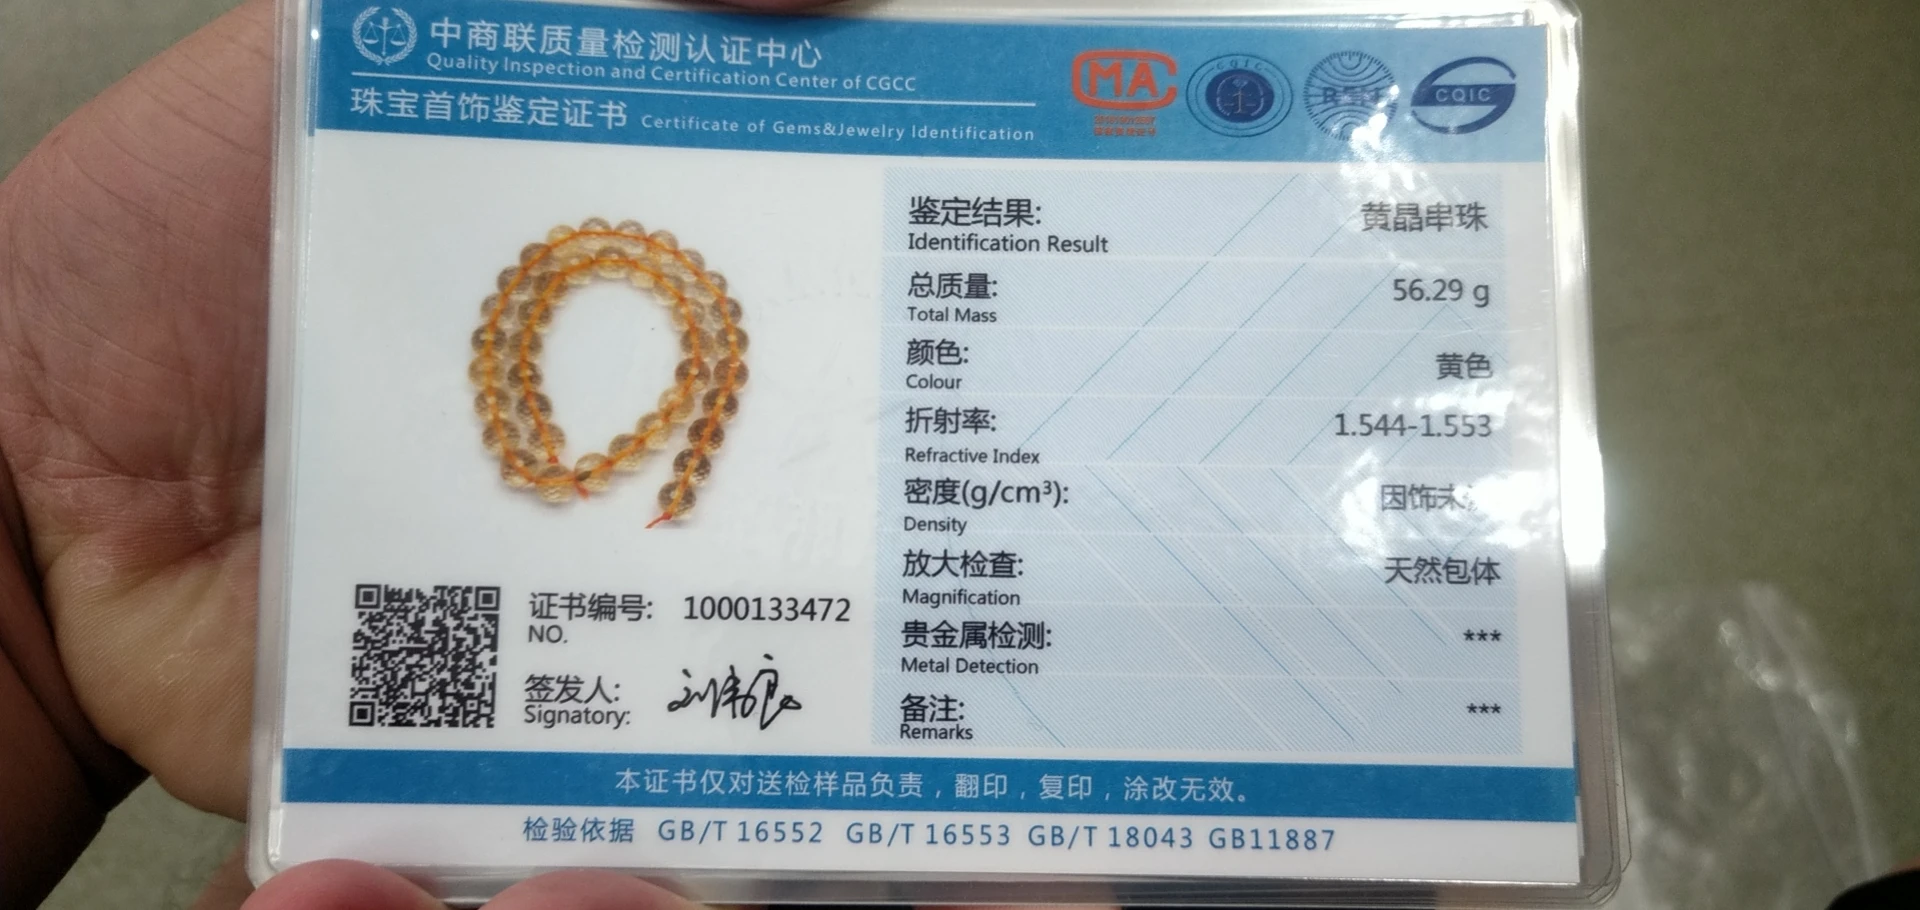 中商联质量检测认证中心
Quality Inspection and Certification Center of CGCC
珠宝首饰鉴定证书 Certificate of Gems&Jewelry Identification
MA
CQIC
CQIC
鉴定结果: 黄晶串珠
Identification Result
总质量: 56.29 g
Total Mass
颜色: 黄色
Colour
折射率: 1.544-1.553
Refractive Index
密度(g/cm³): 因饰未
Density
放大检查: 天然包体
Magnification
贵金属检测: ***
Metal Detection
备注: ***
Remarks
证书编号: 1000133472
NO.
签发人:
Signatory:
本证书仅对送检样品负责，翻印，复印，涂改无效。
检验依据 GB/T 16552 GB/T 16553 GB/T 18043 GB11887